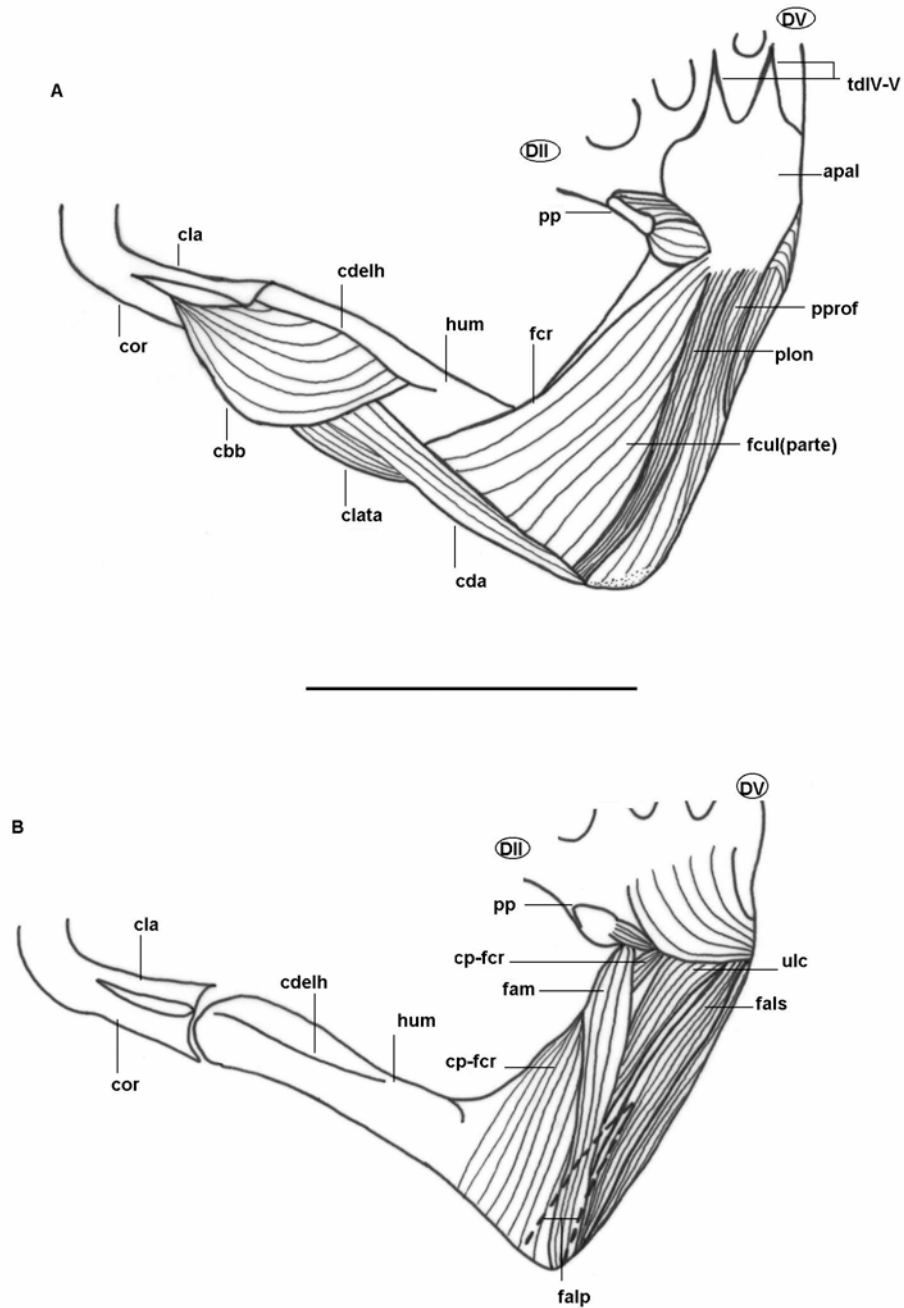 DV
A
tdIV-V
DII
apal
pp
cla
cdelh
hum
fcr
pprof
cor
plon
cbb
fcul(parte)
clata
cda
DV
B
DII
pp
cla
cp-fcr
ulc
cdelh
fam
fals
hum
cp-fcr
cor
falp